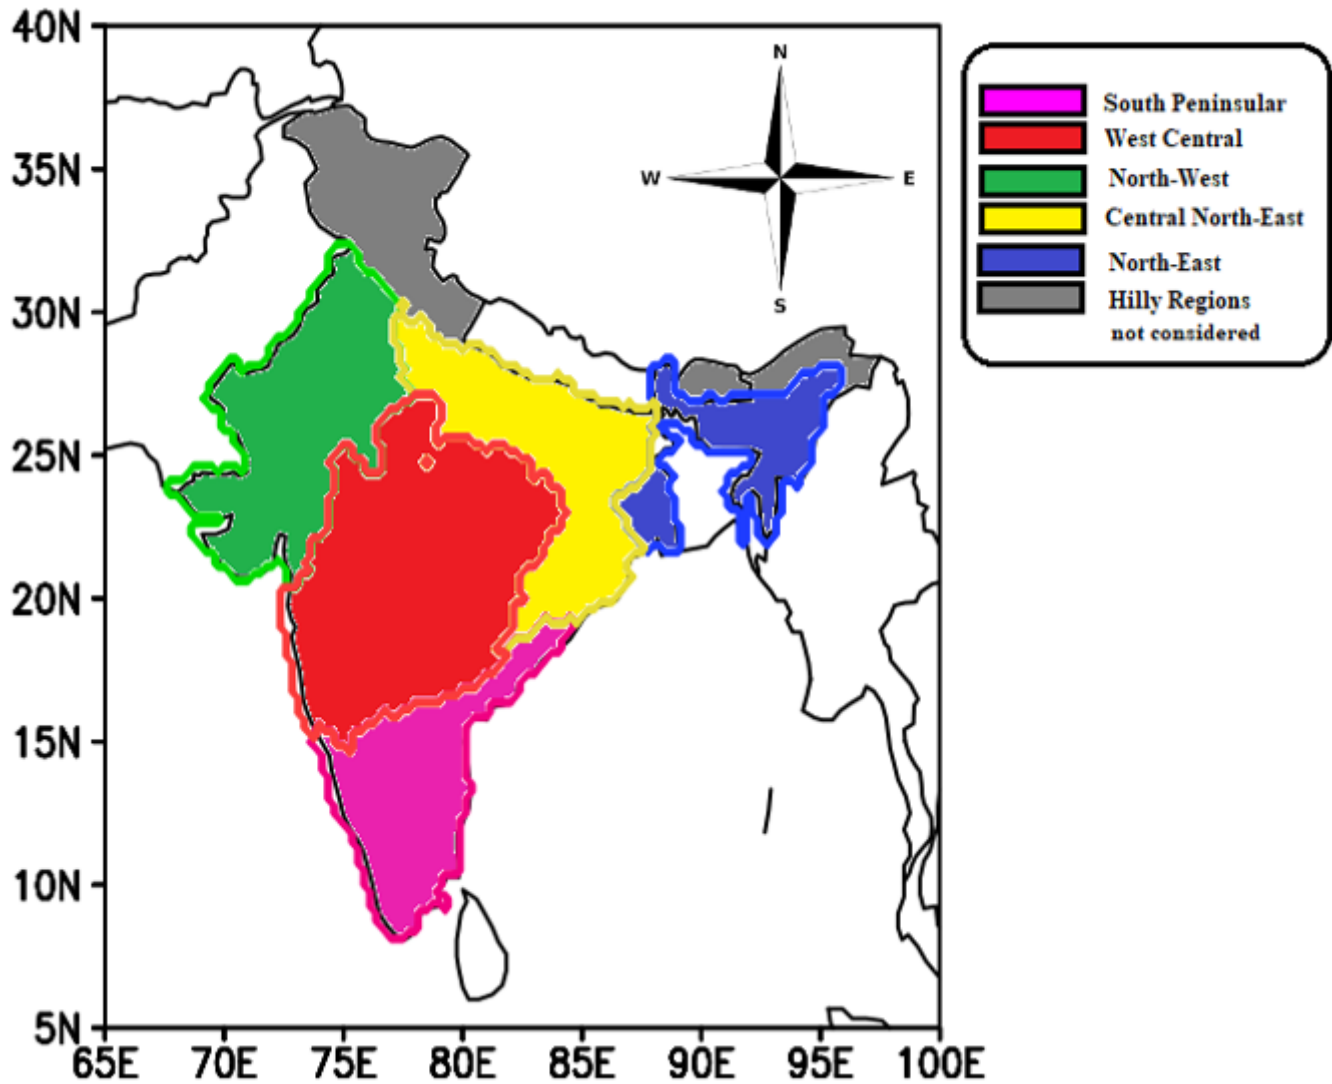 40N
35N
30N
25N
20N
15N
10N
5N
65E 70E 75E 80E 85E 90E 95E 100E
N
W E
S
South Peninsular
West Central
North-West
Central North-East
North-East
Hilly Regions
not considered